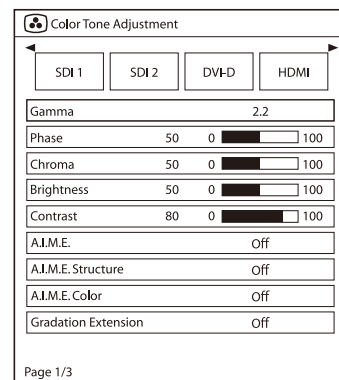 Color Tone Adjustment
SDI 1 SDI 2 DVI-D HDMI
Gamma 2.2
Phase 50 0 100
Chroma 50 0 100
Brightness 50 0 100
Contrast 80 0 100
A.I.M.E. Off
A.I.M.E. Structure Off
A.I.M.E. Color Off
Gradation Extension Off
Page 1/3